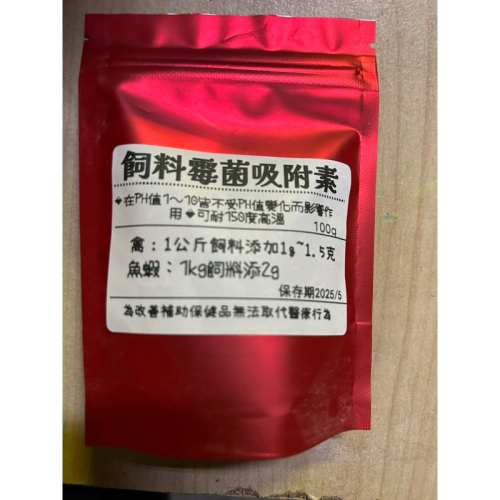 飼料霉菌吸附素
◆在PH值1～10皆不受PH值變化而影響作
用◆可耐150度高溫
100g
禽：1公斤飼料添加1g~1.5克
魚蝦：1kg飼料添2g
保存期2025/5
為改善補助保健品無法取代醫療行為